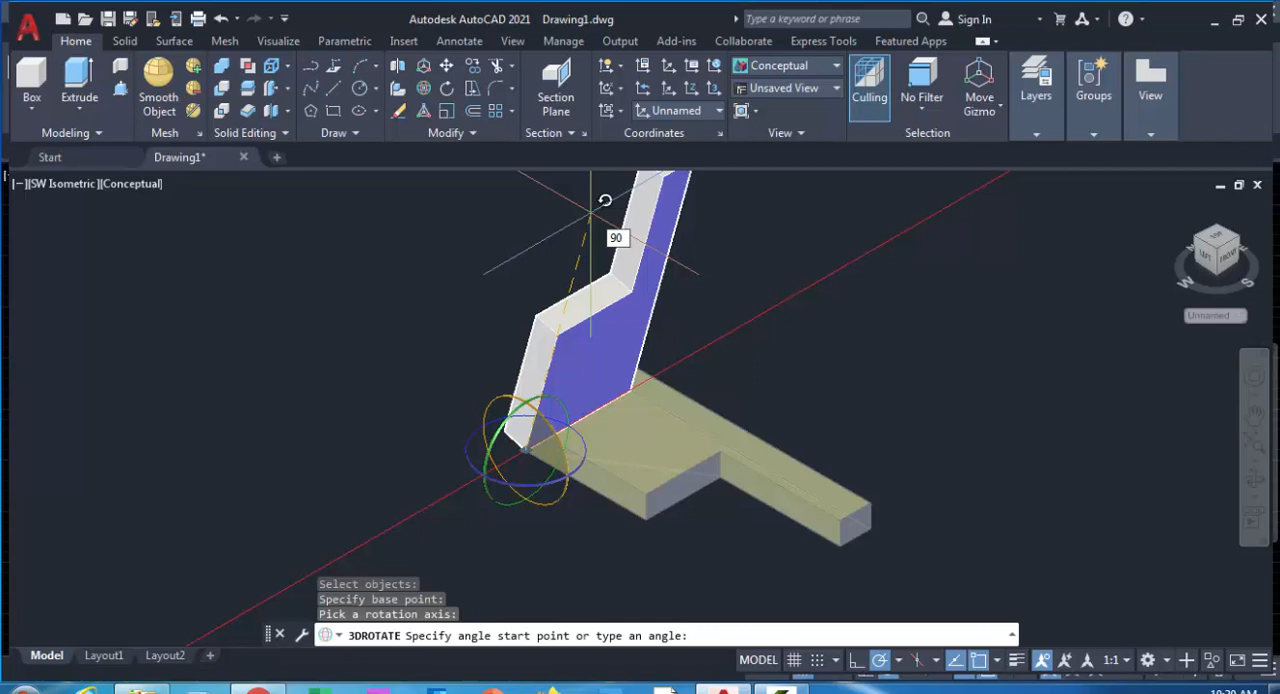 Autodesk AutoCAD 2021 Drawing1.dwg Type a keyword or phrase Sign In
Home Solid Surface Mesh Visualize Parametric Insert Annotate View Manage Output Add-ins Collaborate Express Tools Featured Apps
Box Extrude Smooth Object Section Plane Conceptual Unsaved View Unnamed Culling No Filter Move Gizmo Layers Groups View
Modeling Mesh Solid Editing Draw Modify Section Coordinates View Selection
Start Drawing1*
[−][SW Isometric][Conceptual]
90
TOP
LEFT FRONT
W S
Unnamed
Select objects:
Specify base point:
Pick a rotation axis:
3DROTATE Specify angle start point or type an angle:
Model Layout1 Layout2 MODEL 1:1